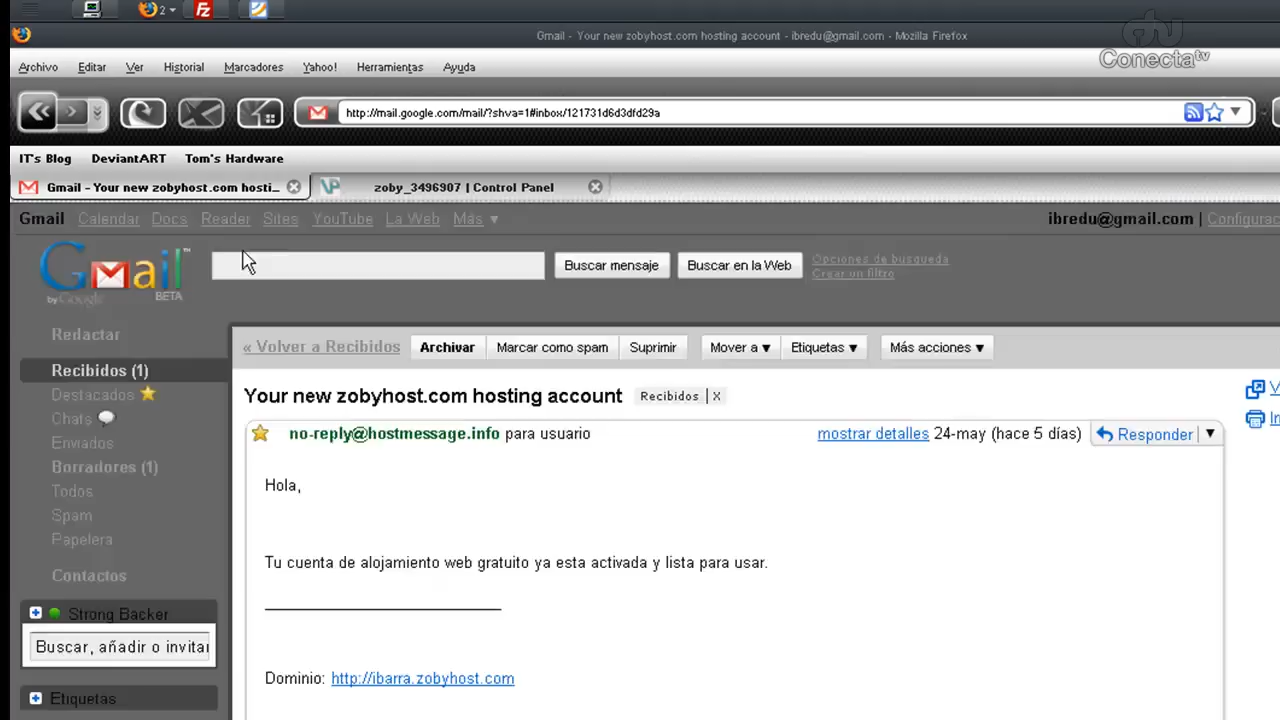 2
Gmail - Your new zobyhost.com hosting account - ibredu@gmail.com - Mozilla Firefox
Conectatv
Archivo Editar Ver Historial Marcadores Yahoo! Herramientas Ayuda
http://mail.google.com/mail/?shva=1#inbox/121731d6d3dfd29a
IT's Blog DeviantART Tom's Hardware
Gmail - Your new zobyhost.com hosti... zoby_3496907 | Control Panel
Gmail Calendar Docs Reader Sites YouTube La Web Más ▼ ibredu@gmail.com | Configurac
Gmail™
by Google BETA
Buscar mensaje Buscar en la Web
Opciones de busqueda
Crear un filtro
Redactar
Recibidos (1)
Destacados
Chats
Enviados
Borradores (1)
Todos
Spam
Papelera
Contactos
Strong Backer
Buscar, añadir o invitar
Etiquetas
« Volver a Recibidos Archivar Marcar como spam Suprimir Mover a ▼ Etiquetas ▼ Más acciones ▼
Your new zobyhost.com hosting account Recibidos | X
no-reply@hostmessage.info para usuario mostrar detalles 24-may (hace 5 días) Responder ▼
Hola,
Tu cuenta de alojamiento web gratuito ya esta activada y lista para usar.
Dominio: http://ibarra.zobyhost.com